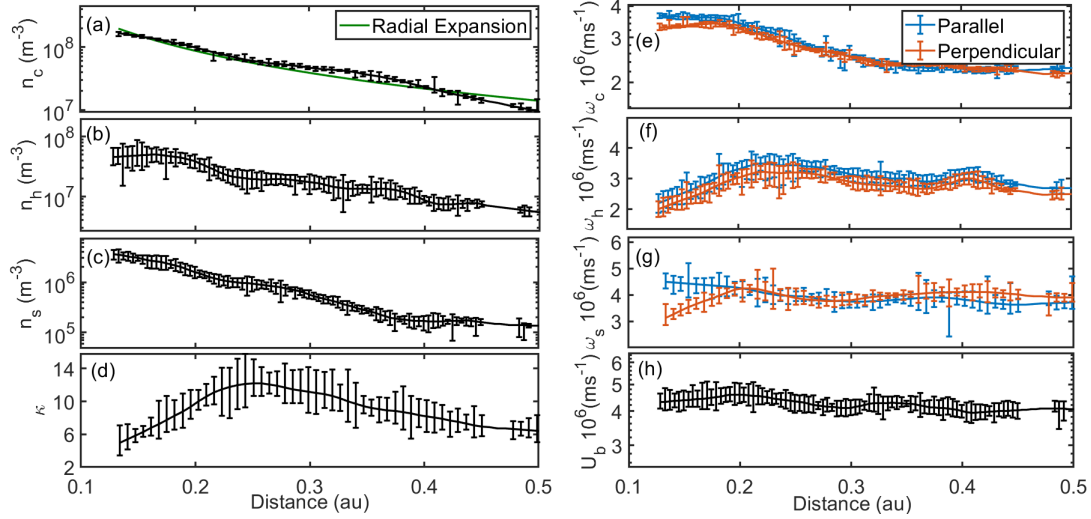 (a)
Radial Expansion
n_c (m^-3)
10^8
10^7
(b)
n_h (m^-3)
10^8
10^7
(c)
n_s (m^-3)
10^6
10^5
(d)
κ
14
10
6
2
0.1 0.2 0.3 0.4 0.5
Distance (au)
(e)
Parallel
Perpendicular
ω_c 10^6 (ms^-1)
4
3
2
(f)
ω_h 10^6 (ms^-1)
4
3
2
(g)
ω_s 10^6 (ms^-1)
6
5
4
3
(h)
U_b 10^6 (ms^-1)
6
5
4
3
0.1 0.2 0.3 0.4 0.5
Distance (au)